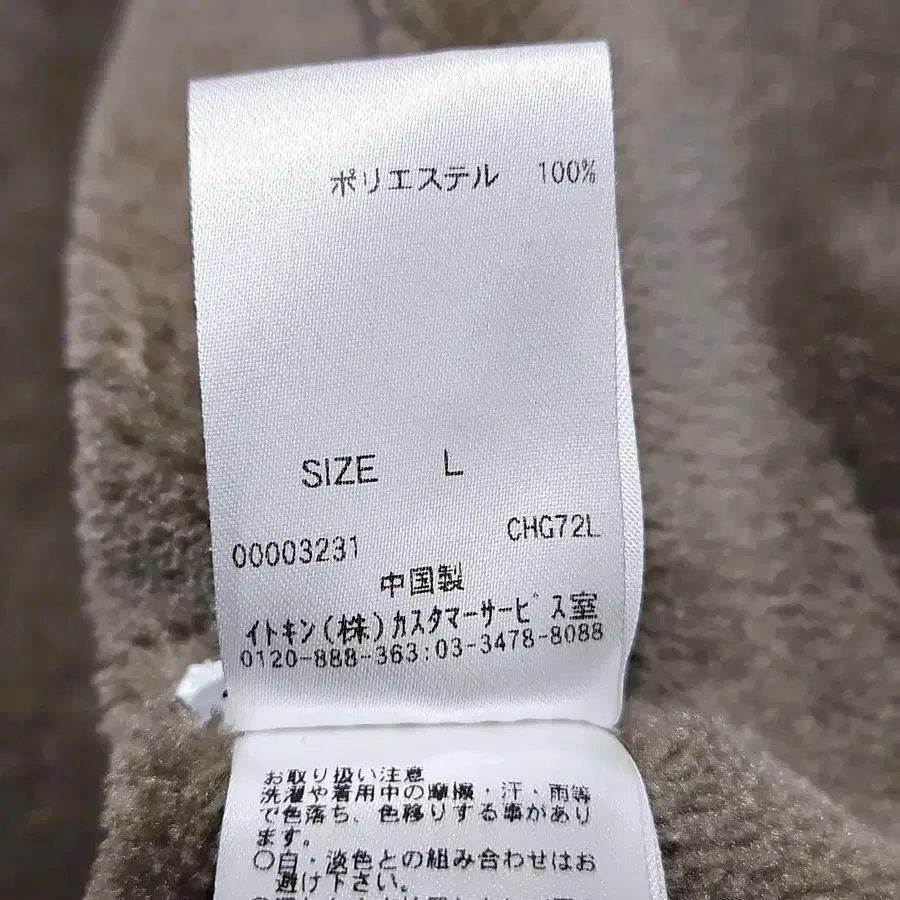 ポリエステル 100%
SIZE L
00003231 CHG72L
中国製
イトキン(株)カスタマーサービス室
0120-888-363:03-3478-8088
お取り扱い注意
洗濯や着用中の摩擦・汗・雨等
で色落ち、色移りする事があり
ます。
○白・淡色との組み合わせはお
避け下さい。